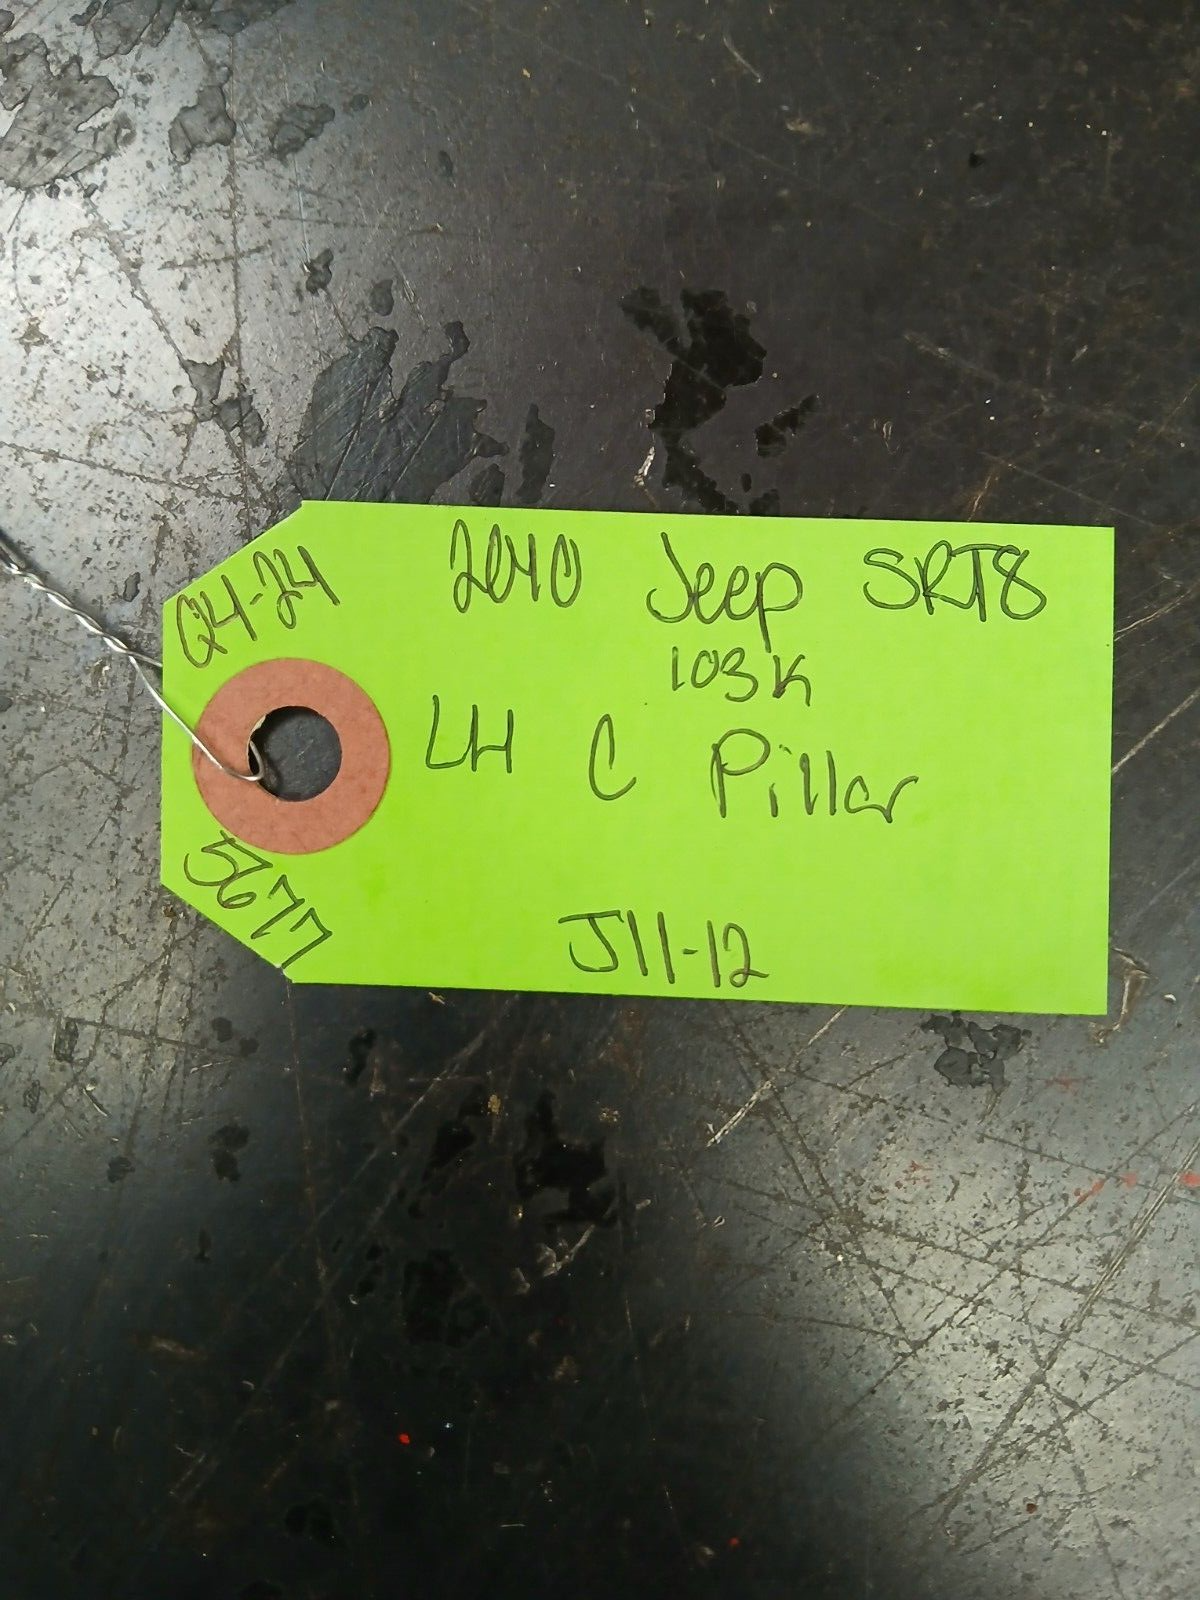 Q4-24
2010 Jeep SRT8
103K
LH C Pillar
5677
J11-12